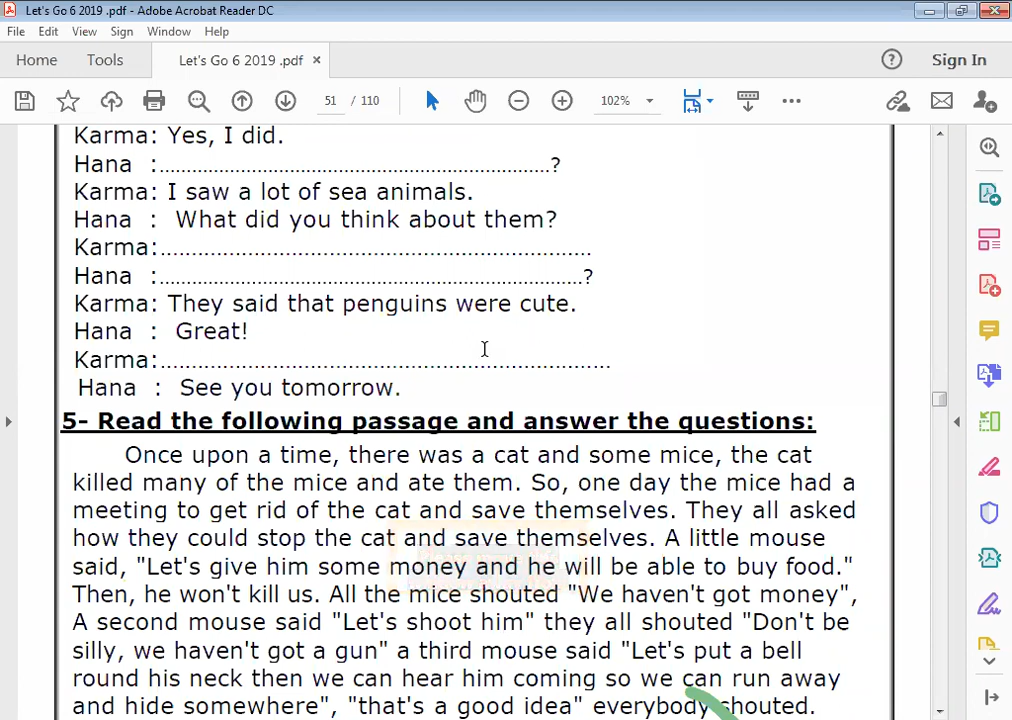 Let's Go 6 2019 .pdf - Adobe Acrobat Reader DC
File Edit View Sign Window Help
Home Tools Let's Go 6 2019 .pdf × Sign In
51 / 110 102%
Karma: Yes, I did.
Hana :..............................................................?
Karma: I saw a lot of sea animals.
Hana : What did you think about them?
Karma:.....................................................................
Hana :...................................................................?
Karma: They said that penguins were cute.
Hana : Great!
Karma:........................................................................
Hana : See you tomorrow.
5- Read the following passage and answer the questions:
Once upon a time, there was a cat and some mice, the cat
killed many of the mice and ate them. So, one day the mice had a
meeting to get rid of the cat and save themselves. They all asked
how they could stop the cat and save themselves. A little mouse
said, "Let's give him some money and he will be able to buy food."
Then, he won't kill us. All the mice shouted "We haven't got money",
A second mouse said "Let's shoot him" they all shouted "Don't be
silly, we haven't got a gun" a third mouse said "Let's put a bell
round his neck then we can hear him coming so we can run away
and hide somewhere", "that's a good idea" everybody shouted.